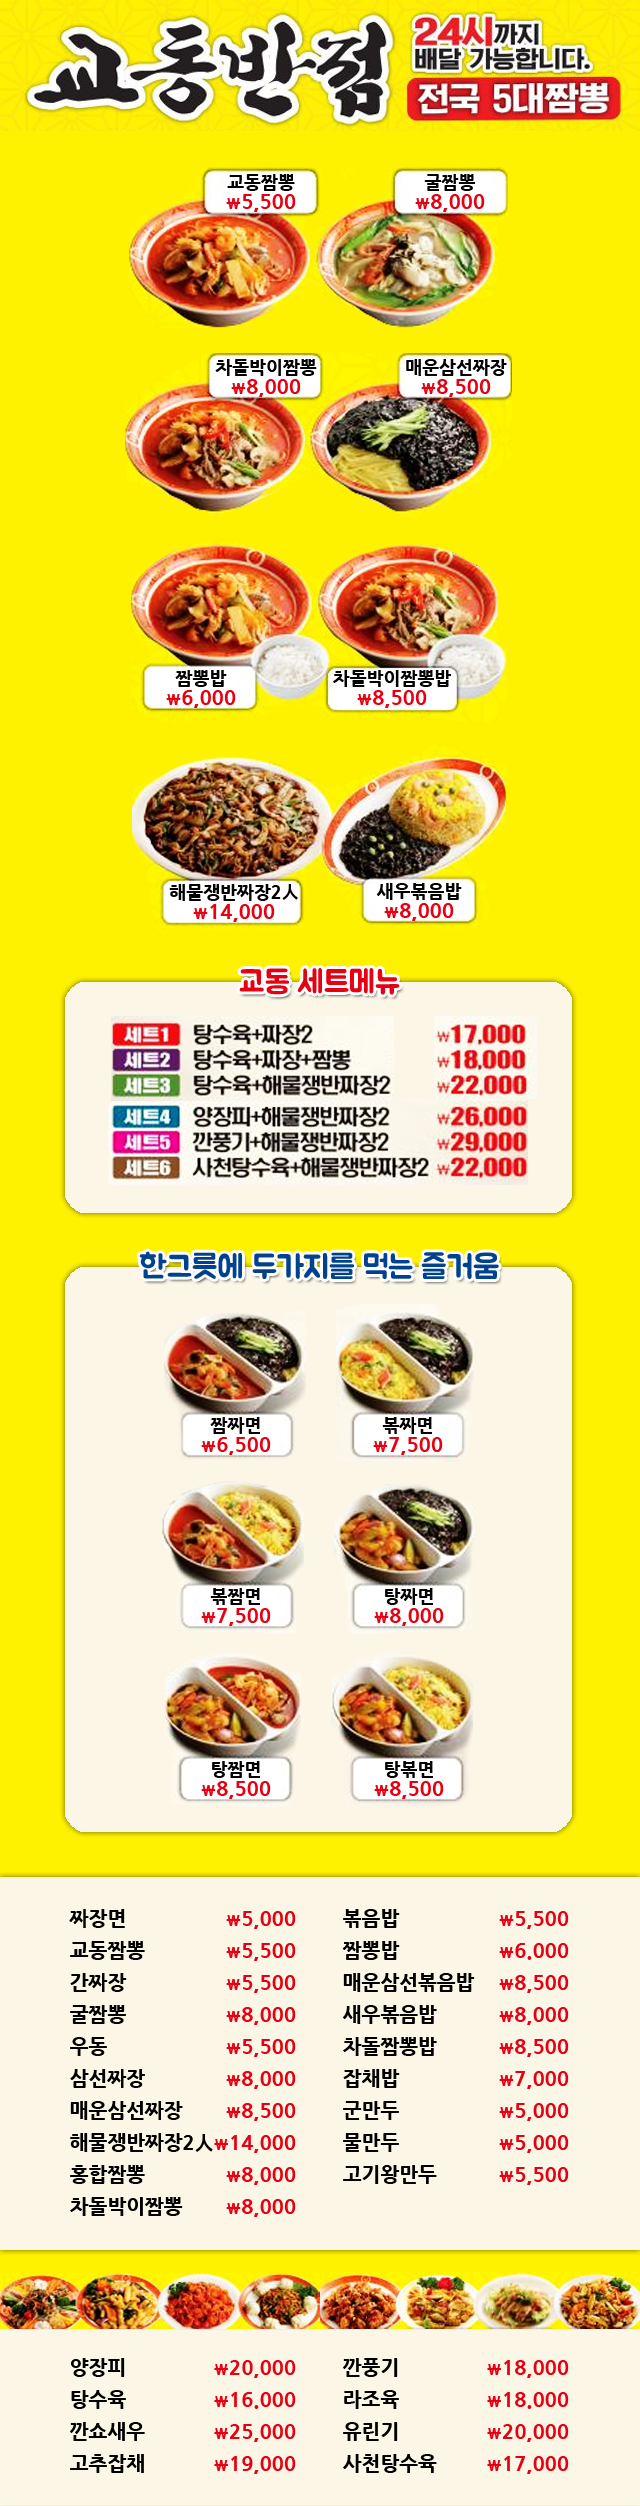 교동반점
24시까지
배달 가능합니다.
전국 5대짬뽕
교동짬뽕
₩5,500
굴짬뽕
₩8,000
차돌박이짬뽕
₩8,000
매운삼선짜장
₩8,500
짬뽕밥
₩6,000
차돌박이짬뽕밥
₩8,500
해물쟁반짜장2人
₩14,000
새우볶음밥
₩8,000
교동 세트메뉴
세트1 탕수육+짜장2 ₩17,000
세트2 탕수육+짜장+짬뽕 ₩18,000
세트3 탕수육+해물쟁반짜장2 ₩22,000
세트4 양장피+해물쟁반짜장2 ₩26,000
세트5 깐풍기+해물쟁반짜장2 ₩29,000
세트6 사천탕수육+해물쟁반짜장2 ₩22,000
한그릇에 두가지를 먹는 즐거움
짬짜면
₩6,500
볶짜면
₩7,500
볶짬면
₩7,500
탕짜면
₩8,000
탕짬면
₩8,500
탕볶면
₩8,500
짜장면 ₩5,000
교동짬뽕 ₩5,500
간짜장 ₩5,500
굴짬뽕 ₩8,000
우동 ₩5,500
삼선짜장 ₩8,000
매운삼선짜장 ₩8,500
해물쟁반짜장2人 ₩14,000
홍합짬뽕 ₩8,000
차돌박이짬뽕 ₩8,000
볶음밥 ₩5,500
짬뽕밥 ₩6.000
매운삼선볶음밥 ₩8,500
새우볶음밥 ₩8,000
차돌짬뽕밥 ₩8,500
잡채밥 ₩7,000
군만두 ₩5,000
물만두 ₩5,000
고기왕만두 ₩5,500
양장피 ₩20,000
탕수육 ₩16.000
깐쇼새우 ₩25,000
고추잡채 ₩19,000
깐풍기 ₩18,000
라조육 ₩18.000
유린기 ₩20,000
사천탕수육 ₩17,000